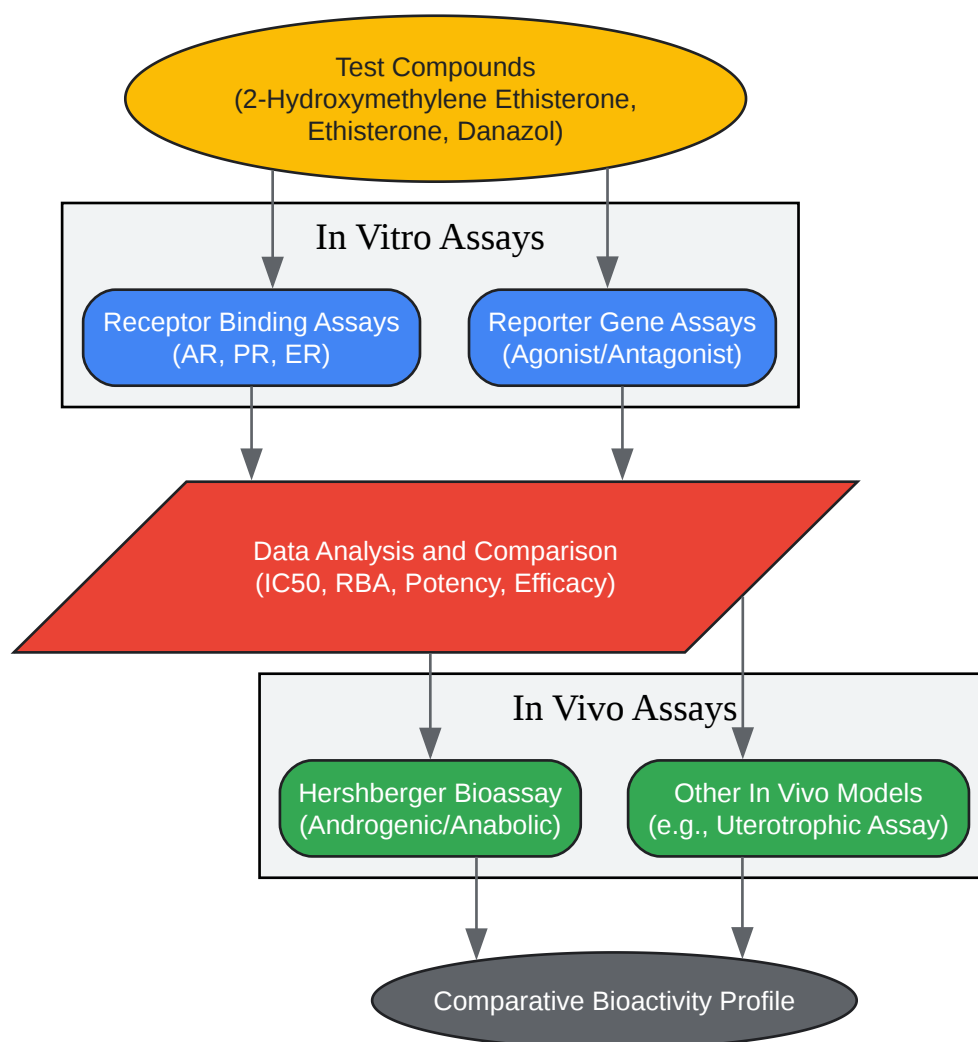 Test Compounds
(2-Hydroxymethylene Ethisterone,
Ethisterone, Danazol)
In Vitro Assays
Receptor Binding Assays
(AR, PR, ER)
Reporter Gene Assays
(Agonist/Antagonist)
Data Analysis and Comparison
(IC50, RBA, Potency, Efficacy)
In Vivo Assays
Hershberger Bioassay
(Androgenic/Anabolic)
Other In Vivo Models
(e.g., Uterotrophic Assay)
Comparative Bioactivity Profile